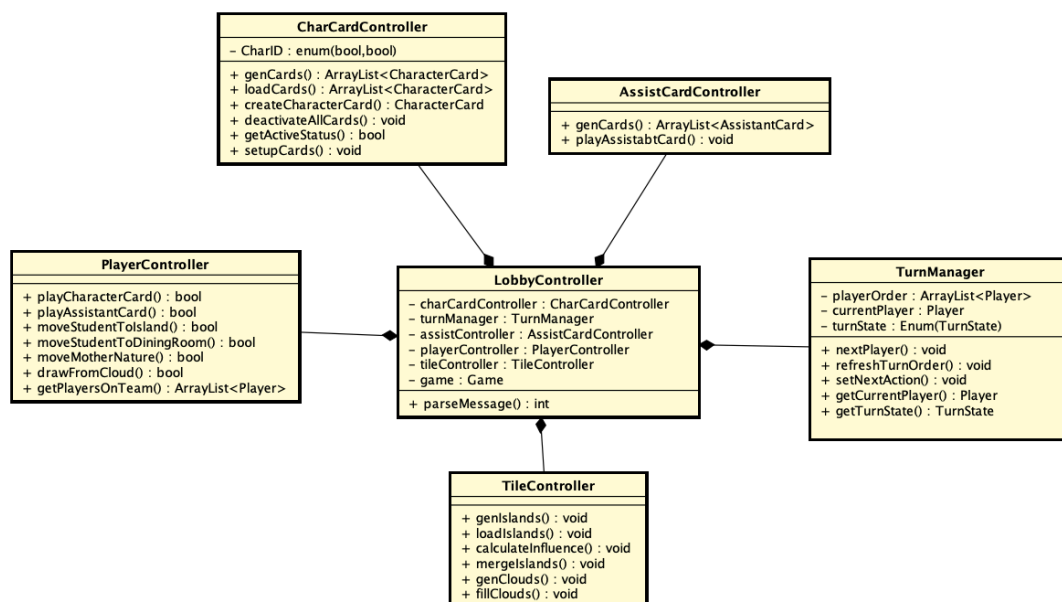 CharCardController
– CharID : enum(bool,bool)
+ genCards() : ArrayList<CharacterCard>
+ loadCards() : ArrayList<CharacterCard>
+ createCharacterCard() : CharacterCard
+ deactivateAllCards() : void
+ getActiveStatus() : bool
+ setupCards() : void
AssistCardController
+ genCards() : ArrayList<AssistantCard>
+ playAssistabtCard() : void
PlayerController
+ playCharacterCard() : bool
+ playAssistantCard() : bool
+ moveStudentToIsland() : bool
+ moveStudentToDiningRoom() : bool
+ moveMotherNature() : bool
+ drawFromCloud() : bool
+ getPlayersOnTeam() : ArrayList<Player>
LobbyController
– charCardController : CharCardController
– turnManager : TurnManager
– assistController : AssistCardController
– playerController : PlayerController
– tileController : TileController
– game : Game
+ parseMessage() : int
TurnManager
– playerOrder : ArrayList<Player>
– currentPlayer : Player
– turnState : Enum(TurnState)
+ nextPlayer() : void
+ refreshTurnOrder() : void
+ setNextAction() : void
+ getCurrentPlayer() : Player
+ getTurnState() : TurnState
TileController
+ genIslands() : void
+ loadIslands() : void
+ calculateInfluence() : void
+ mergeIslands() : void
+ genClouds() : void
+ fillClouds() : void